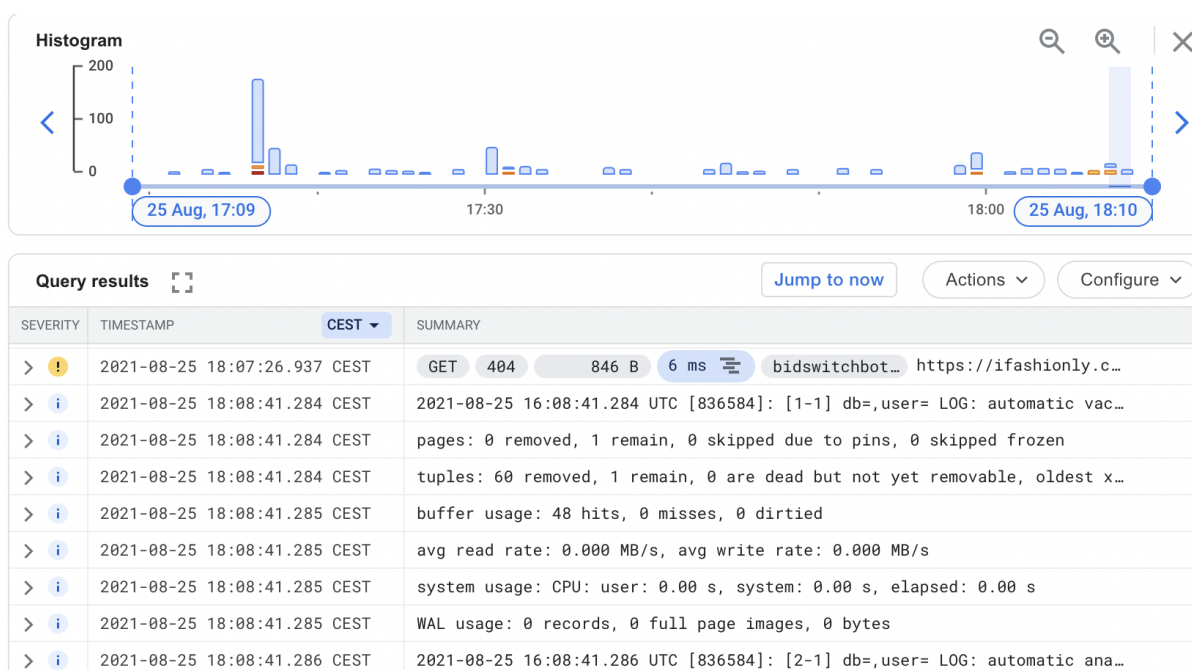 Histogram
200
100
0
25 Aug, 17:09
17:30
18:00
25 Aug, 18:10
Query results
Jump to now
Actions
Configure
SEVERITY TIMESTAMP CEST SUMMARY
2021-08-25 18:07:26.937 CEST GET 404 846 B 6 ms bidswitchbot… https://ifashionly.c…
2021-08-25 18:08:41.284 CEST 2021-08-25 16:08:41.284 UTC [836584]: [1-1] db=,user= LOG: automatic vac…
2021-08-25 18:08:41.284 CEST pages: 0 removed, 1 remain, 0 skipped due to pins, 0 skipped frozen
2021-08-25 18:08:41.284 CEST tuples: 60 removed, 1 remain, 0 are dead but not yet removable, oldest x…
2021-08-25 18:08:41.285 CEST buffer usage: 48 hits, 0 misses, 0 dirtied
2021-08-25 18:08:41.285 CEST avg read rate: 0.000 MB/s, avg write rate: 0.000 MB/s
2021-08-25 18:08:41.285 CEST system usage: CPU: user: 0.00 s, system: 0.00 s, elapsed: 0.00 s
2021-08-25 18:08:41.285 CEST WAL usage: 0 records, 0 full page images, 0 bytes
2021-08-25 18:08:41.286 CEST 2021-08-25 16:08:41.286 UTC [836584]: [2-1] db=,user= LOG: automatic ana…